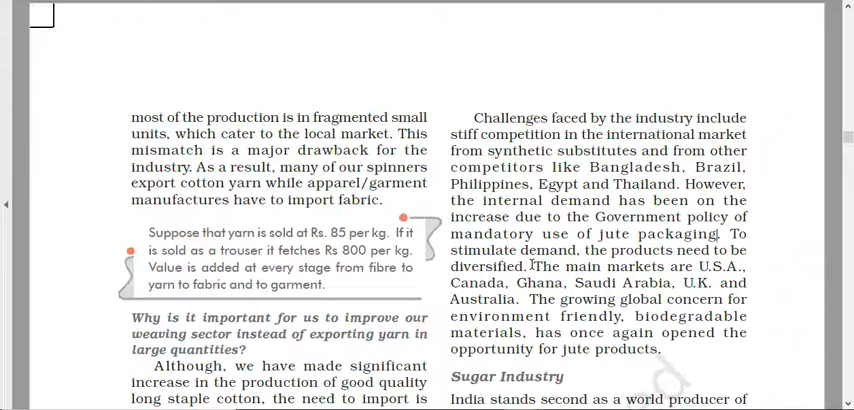 most of the production is in fragmented small
units, which cater to the local market. This
mismatch is a major drawback for the
industry. As a result, many of our spinners
export cotton yarn while apparel/garment
manufactures have to import fabric.
Suppose that yarn is sold at Rs. 85 per kg. If it
is sold as a trouser it fetches Rs 800 per kg.
Value is added at every stage from fibre to
yarn to fabric and to garment.
Why is it important for us to improve our
weaving sector instead of exporting yarn in
large quantities?
Although, we have made significant
increase in the production of good quality
long staple cotton, the need to import is
Challenges faced by the industry include
stiff competition in the international market
from synthetic substitutes and from other
competitors like Bangladesh, Brazil,
Philippines, Egypt and Thailand. However,
the internal demand has been on the
increase due to the Government policy of
mandatory use of jute packaging. To
stimulate demand, the products need to be
diversified. The main markets are U.S.A.,
Canada, Ghana, Saudi Arabia, U.K. and
Australia. The growing global concern for
environment friendly, biodegradable
materials, has once again opened the
opportunity for jute products.
Sugar Industry
India stands second as a world producer of